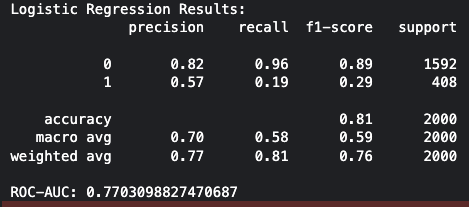 Logistic Regression Results:
precision recall f1-score support
0 0.82 0.96 0.89 1592
1 0.57 0.19 0.29 408
accuracy 0.81 2000
macro avg 0.70 0.58 0.59 2000
weighted avg 0.77 0.81 0.76 2000
ROC-AUC: 0.7703098827470687